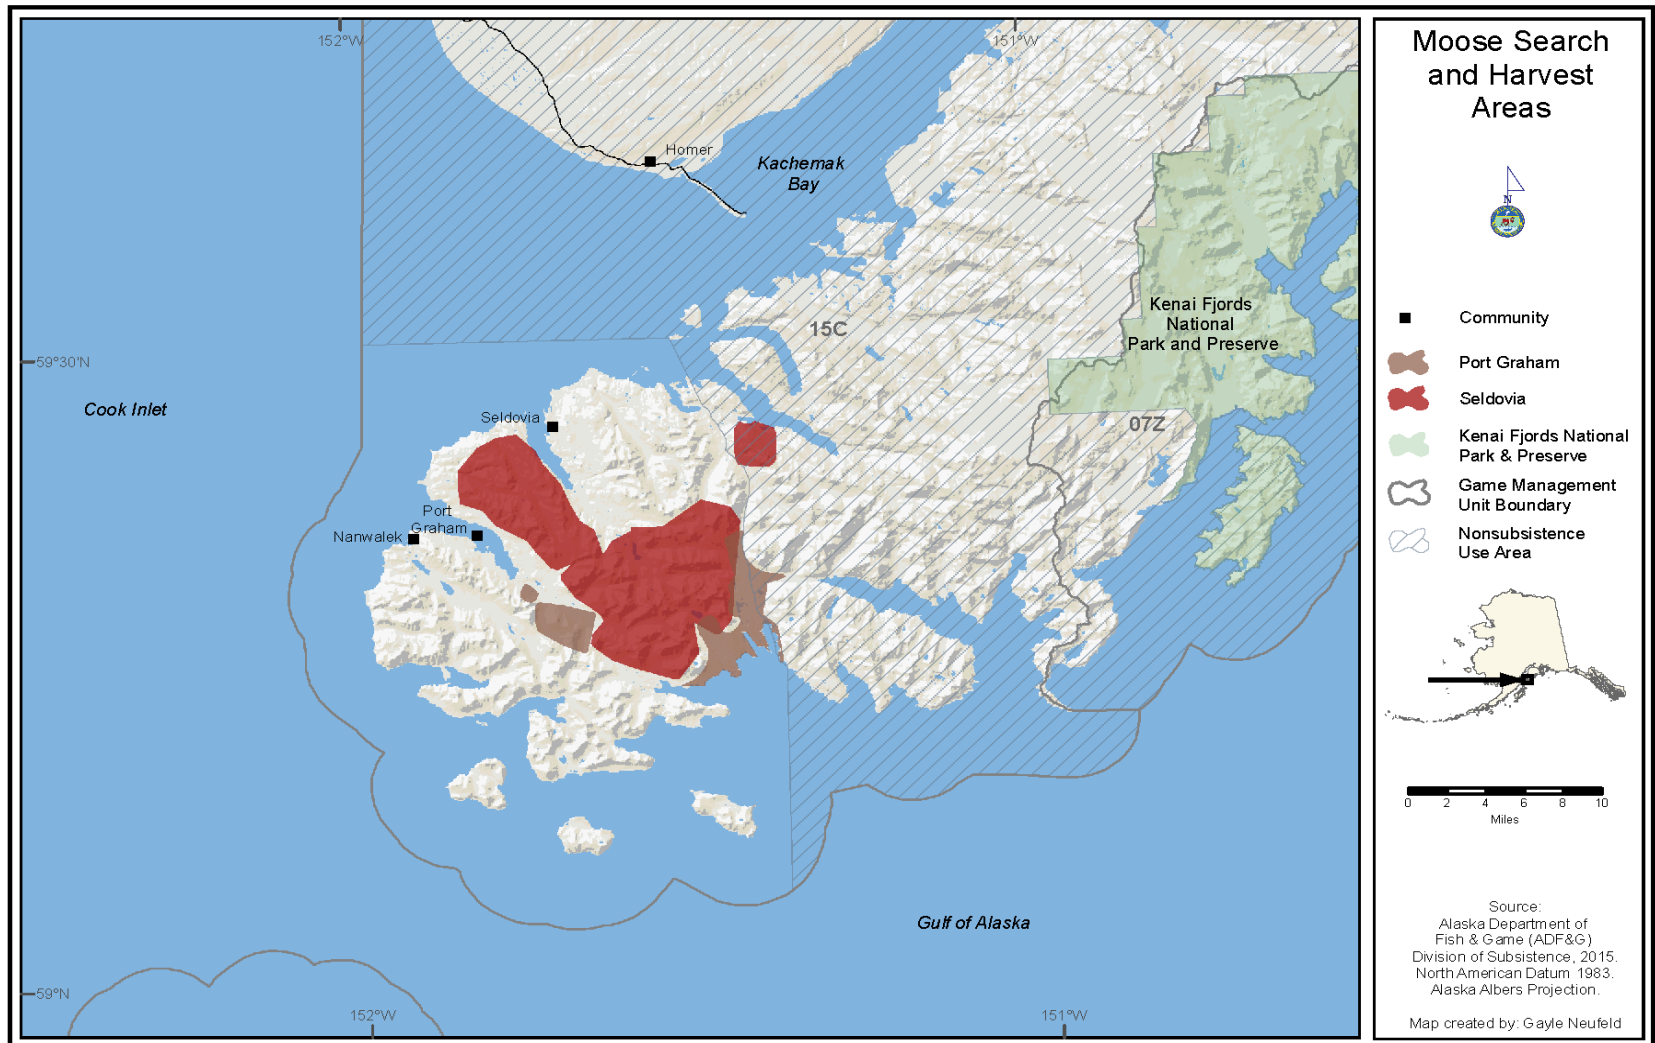 152°W
151°W
Homer
Kachemak
Bay
15C
Kenai Fjords
National
Park and Preserve
59°30'N
Cook Inlet
Seldovia
07Z
Port
Graham
Nanwalek
Gulf of Alaska
59°N
152°W
151°W
Moose Search
and Harvest
Areas
N
Community
Port Graham
Seldovia
Kenai Fjords National
Park & Preserve
Game Management
Unit Boundary
Nonsubsistence
Use Area
0 2 4 6 8 10
Miles
Source:
Alaska Department of
Fish & Game (ADF&G)
Division of Subsistence, 2015.
North American Datum 1983.
Alaska Albers Projection.
Map created by: Gayle Neufeld